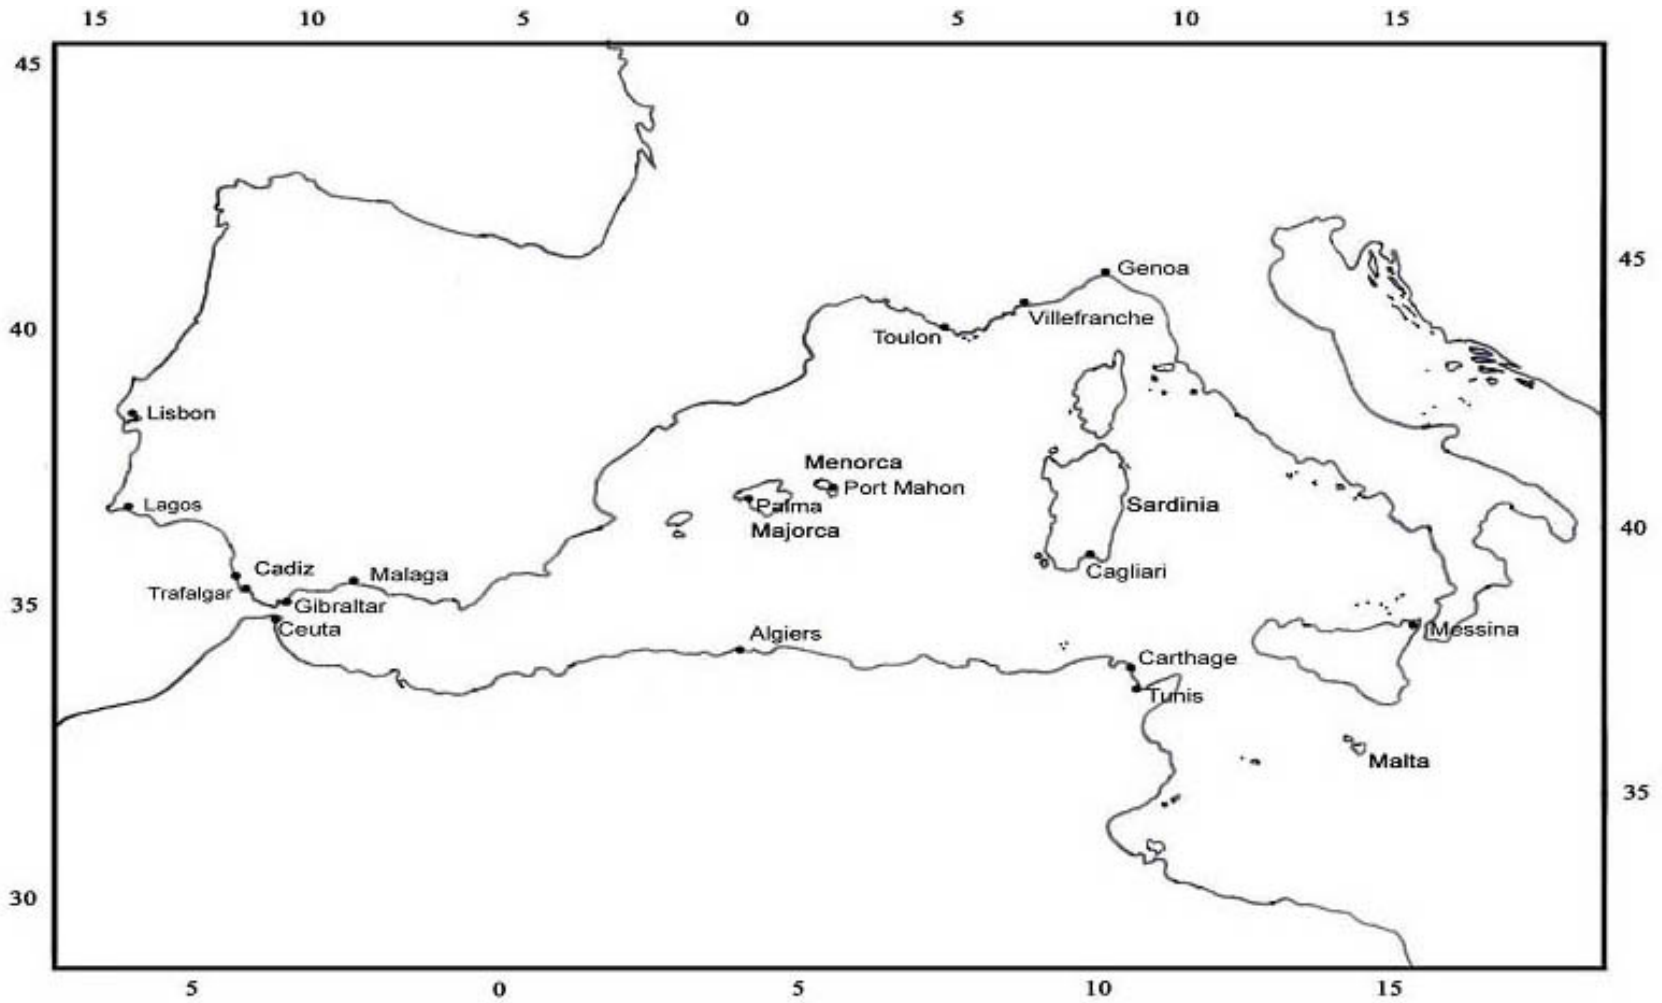 15 10 5 0 5 10 15
45
45
Genoa
Villefranche
40
Toulon
Lisbon
Menorca
Port Mahon
Lagos
Palma
Sardinia
Majorca
40
Cadiz
Malaga
Cagliari
Trafalgar
35
Gibraltar
Ceuta
Algiers
Messina
Carthage
Tunis
Malta
35
30
5 0 5 10 15